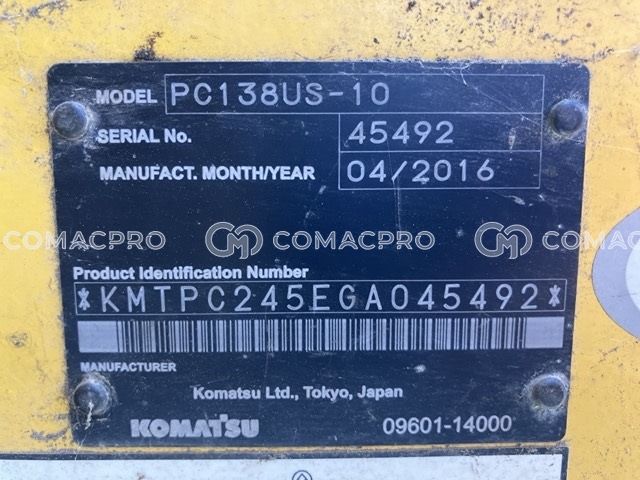 MODEL PC138US-10
SERIAL No. 45492
MANUFACT. MONTH/YEAR 04/2016
COMACPRO COMACPRO COMACPRO
Product Identification Number
*KMTPC245EGA045492*
MANUFACTURER
Komatsu Ltd., Tokyo, Japan
KOMATSU 09601-14000